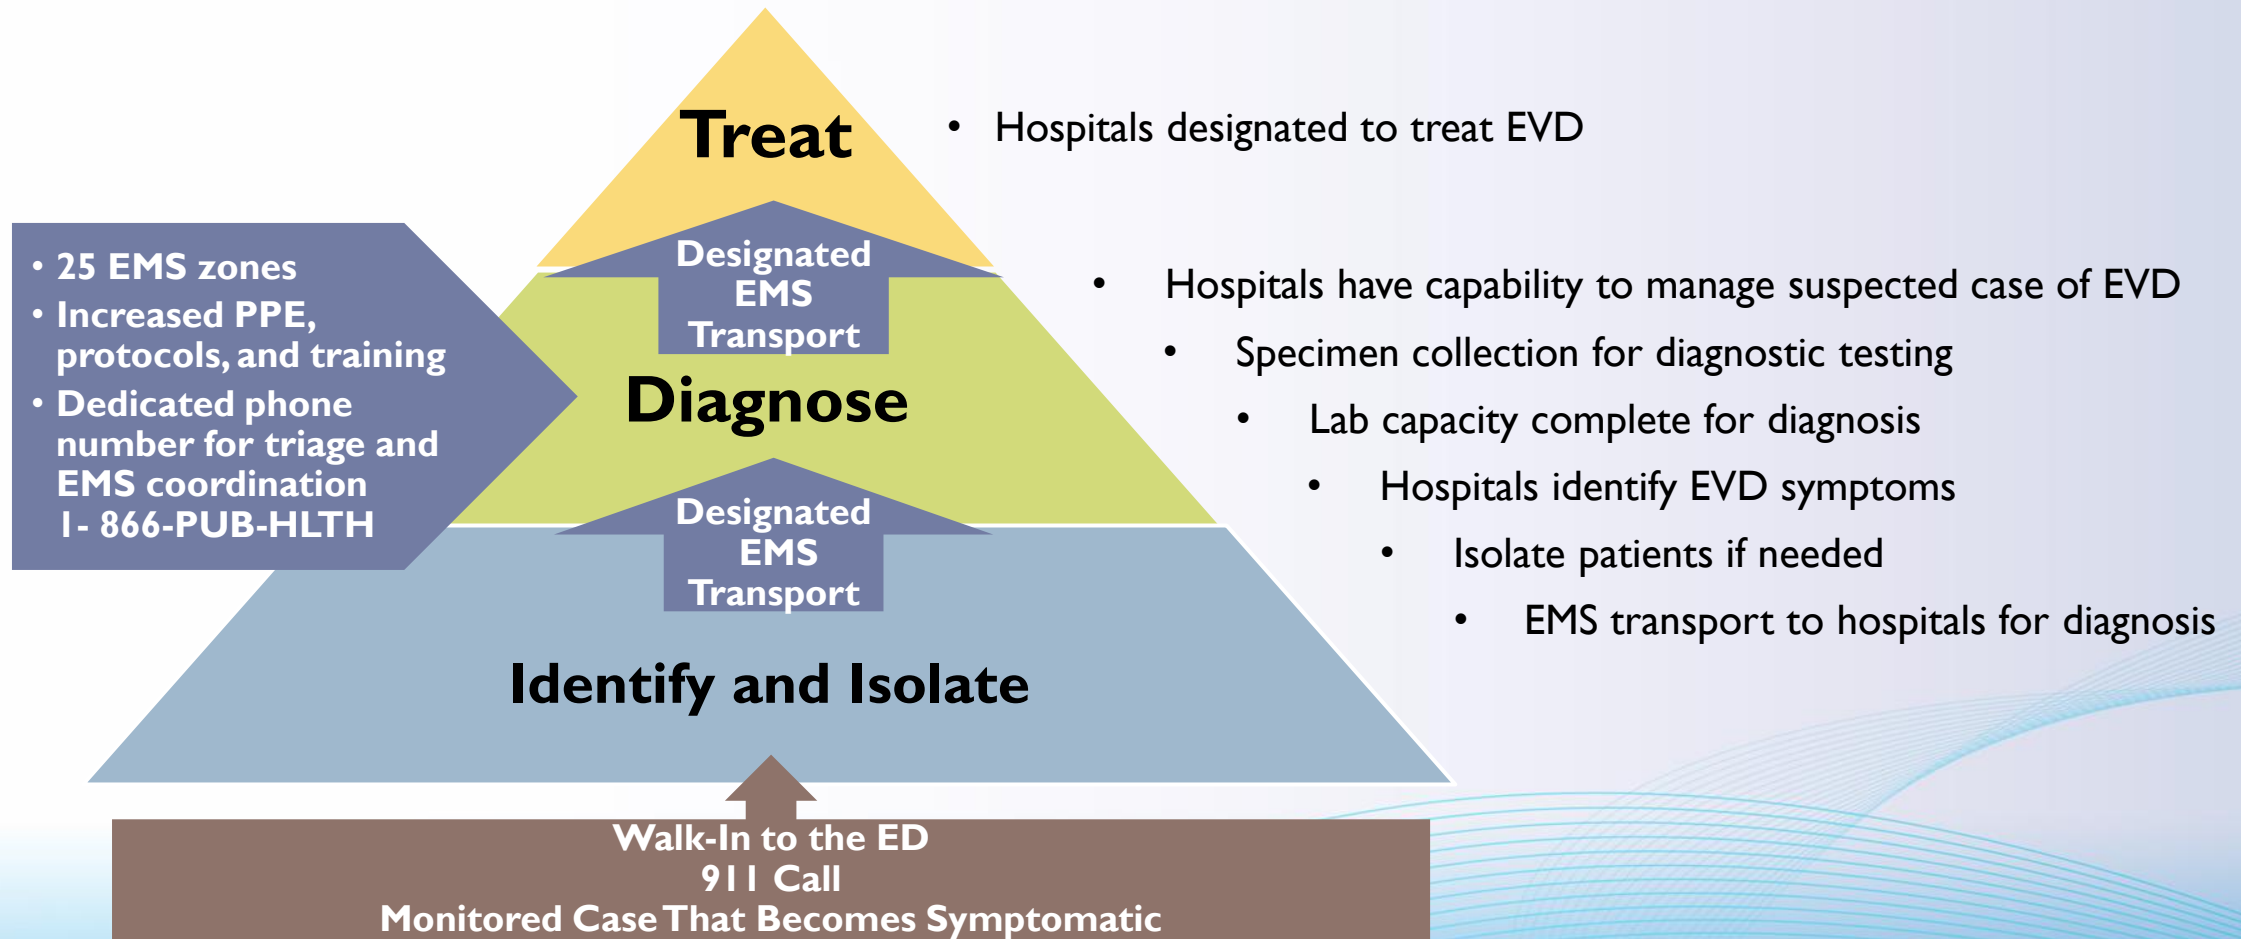 Treat
• Hospitals designated to treat EVD
Designated
EMS
Transport
• 25 EMS zones
• Increased PPE,
protocols, and training
• Dedicated phone
number for triage and
EMS coordination
1- 866-PUB-HLTH
Diagnose
• Hospitals have capability to manage suspected case of EVD
• Specimen collection for diagnostic testing
• Lab capacity complete for diagnosis
• Hospitals identify EVD symptoms
• Isolate patients if needed
• EMS transport to hospitals for diagnosis
Designated
EMS
Transport
Identify and Isolate
Walk-In to the ED
911 Call
Monitored Case That Becomes Symptomatic